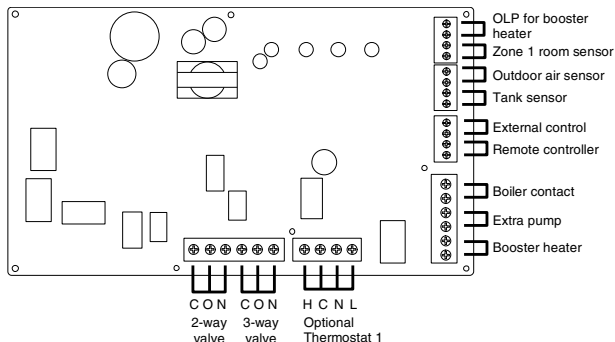 OLP for booster
heater
Zone 1 room sensor
Outdoor air sensor
Tank sensor
External control
Remote controller
Boiler contact
Extra pump
Booster heater
C O N C O N H C N L
2-way 3-way Optional
valve valve Thermostat 1